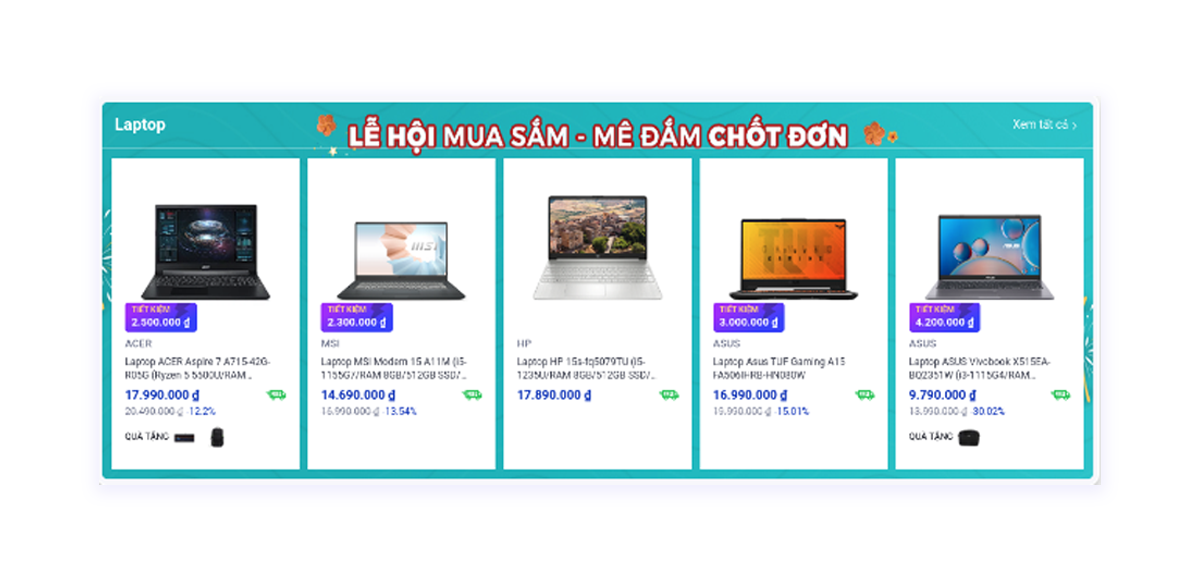 Laptop
LỄ HỘI MUA SẮM - MÊ ĐẮM CHỐT ĐƠN
Xem tất cả
TIẾT KIỆM
2.500.000 ₫
ACER
Laptop ACER Aspire 7 A715-42G-
R05G (Ryzen 5 5500U/RAM...
17.990.000 ₫
20.490.000 ₫ -12.2%
QUÀ TẶNG
msi
TIẾT KIỆM
2.300.000 ₫
MSI
Laptop MSI Modern 15 A11M (i5-
1155G7/RAM 8GB/512GB SSD/...
14.690.000 ₫
16.990.000 ₫ -13.54%
HP
Laptop HP 15s-fq5079TU (i5-
1235U/RAM 8GB/512GB SSD/...
17.890.000 ₫
TIẾT KIỆM
3.000.000 ₫
ASUS
Laptop Asus TUF Gaming A15
FA506IHRB-HN080W
16.990.000 ₫
19.990.000 ₫ -15.01%
TIẾT KIỆM
4.200.000 ₫
ASUS
Laptop ASUS Vivobook X515EA-
BQ2351W (i3-1115G4/RAM...
9.790.000 ₫
13.990.000 ₫ -30.02%
QUÀ TẶNG